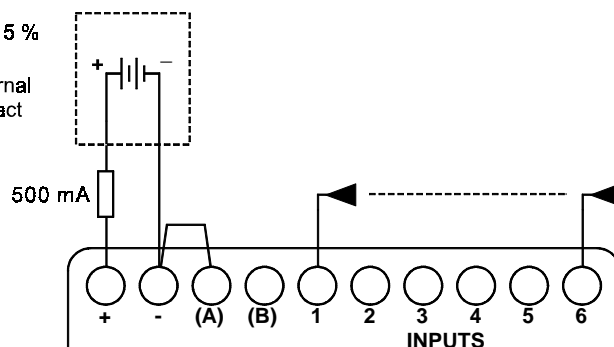 5 %
+ –
rnal
act
500 mA
+ - (A) (B) 1 2 3 4 5 6
INPUTS